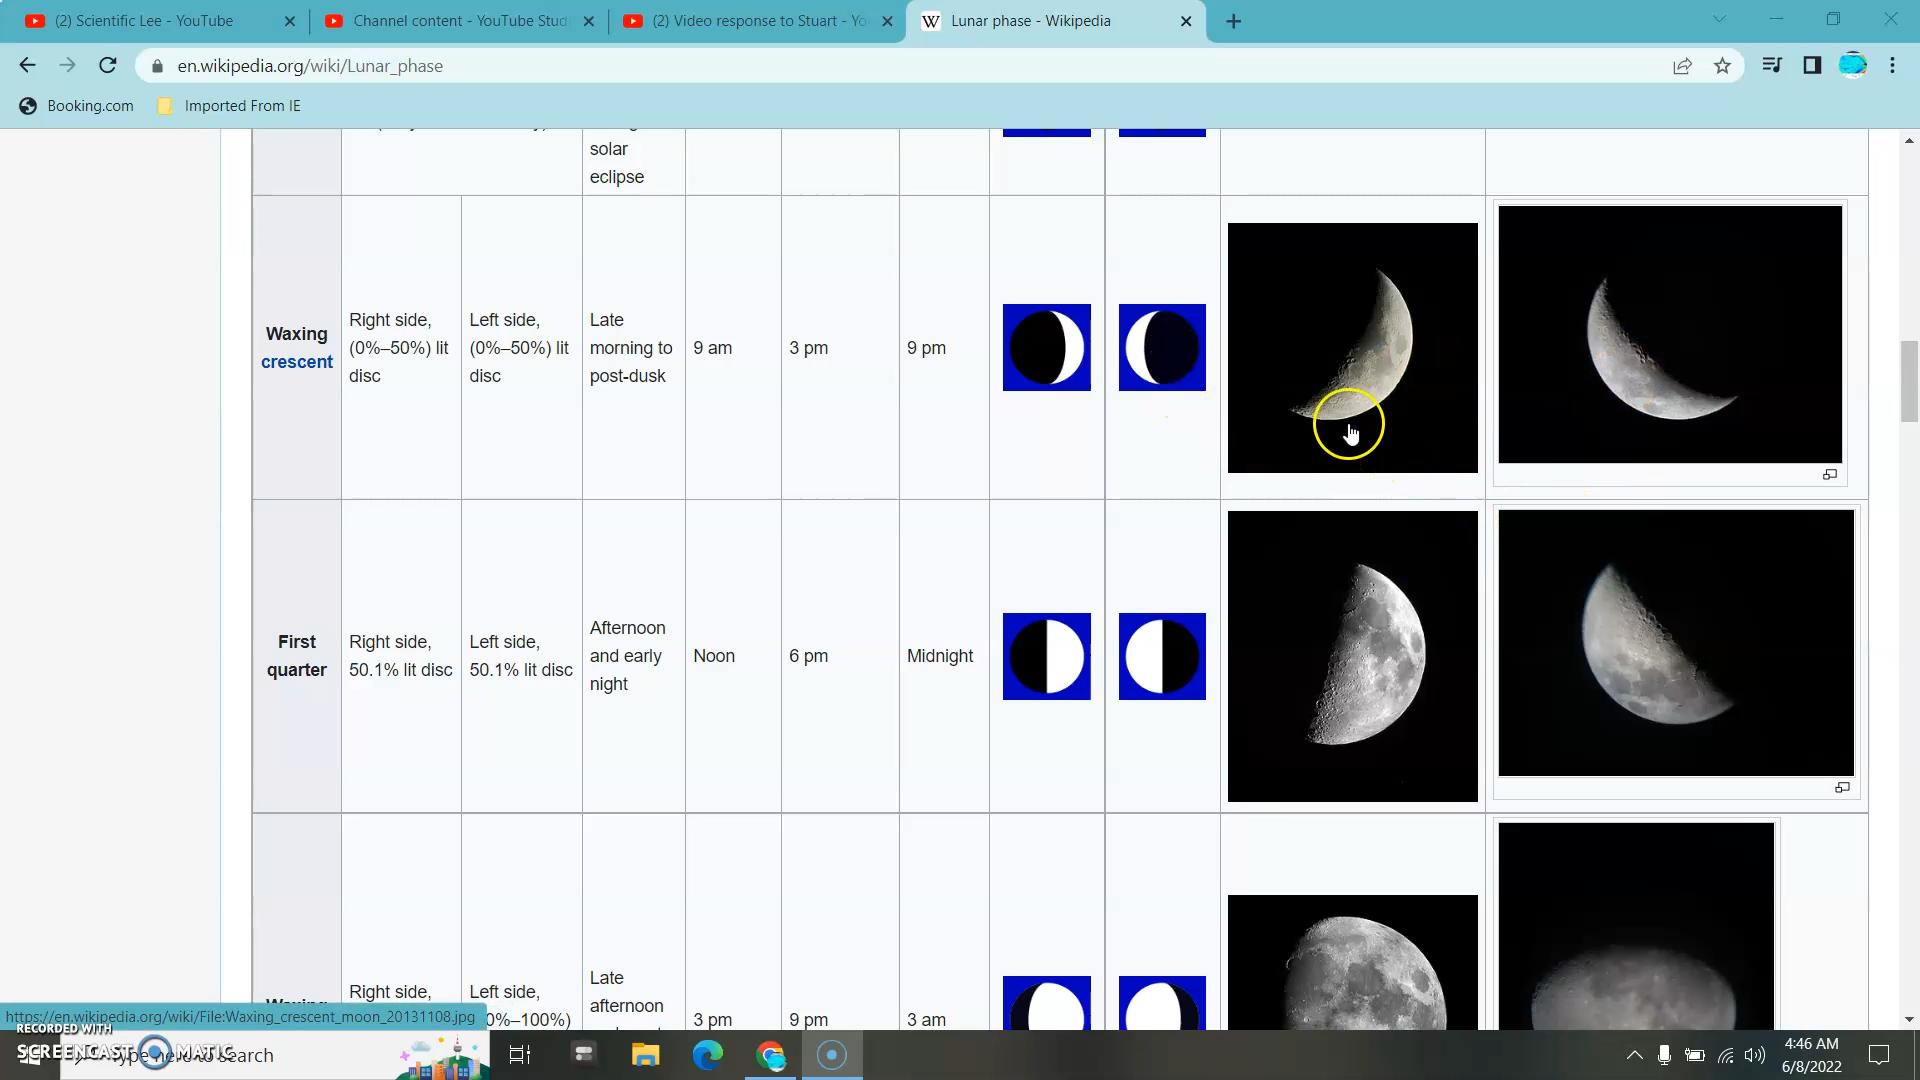 (2) Scientific Lee - YouTube
Channel content - YouTube Stud
(2) Video response to Stuart - Yo
W
Lunar phase - Wikipedia
en.wikipedia.org/wiki/Lunar_phase
Booking.com
Imported From IE
solar
eclipse
Waxing
crescent
Right side,
(0%–50%) lit
disc
Left side,
(0%–50%) lit
disc
Late
morning to
post-dusk
9 am
3 pm
9 pm
First
quarter
Right side,
50.1% lit disc
Left side,
50.1% lit disc
Afternoon
and early
night
Noon
6 pm
Midnight
Waxing
Right side,
Left side,
0%–100%)
Late
afternoon
3 pm
9 pm
3 am
https://en.wikipedia.org/wiki/File:Waxing_crescent_moon_20131108.jpg
RECORDED WITH
SCREENCAST MATIC
Type here to search
4:46 AM
6/8/2022